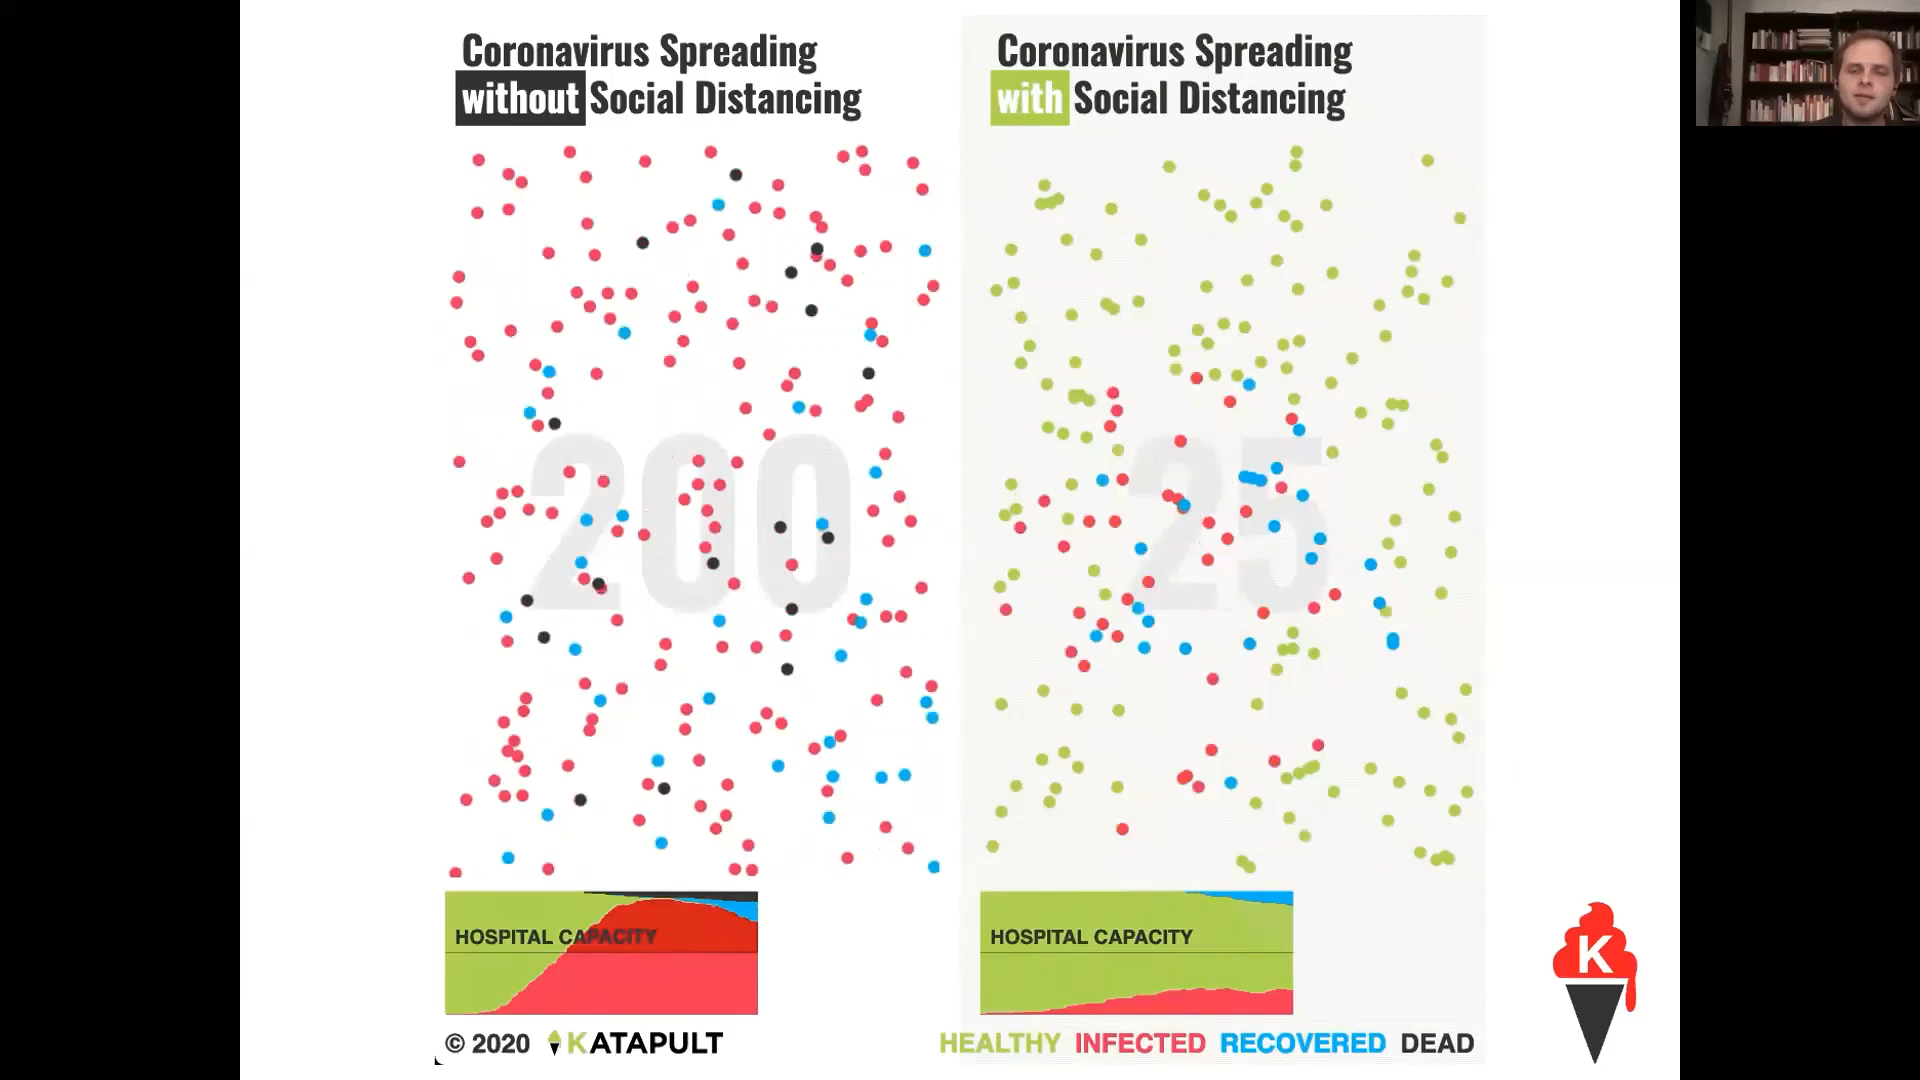 Coronavirus Spreading
without Social Distancing
200
HOSPITAL CAPACITY
© 2020 KATAPULT
Coronavirus Spreading
with Social Distancing
25
HOSPITAL CAPACITY
HEALTHY INFECTED RECOVERED DEAD
K